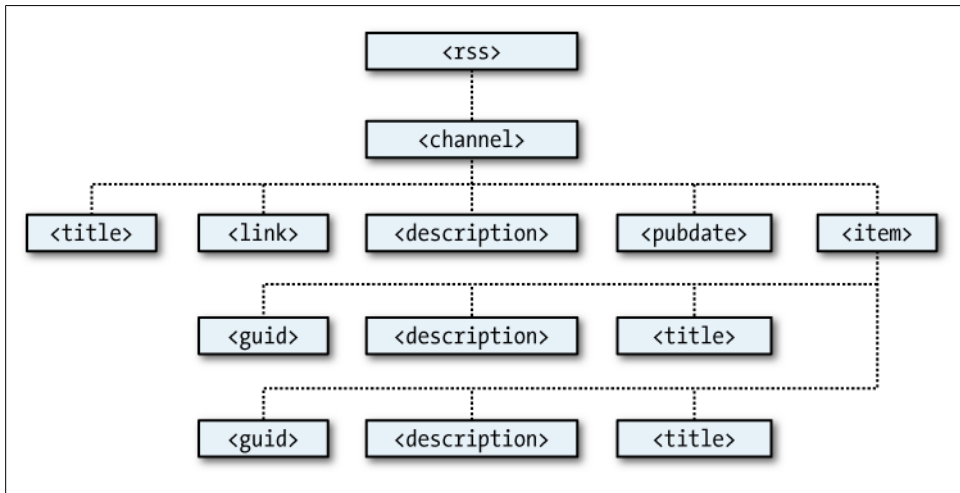 <rss>
<channel>
<title> <link> <description> <pubdate> <item>
<guid> <description> <title>
<guid> <description> <title>